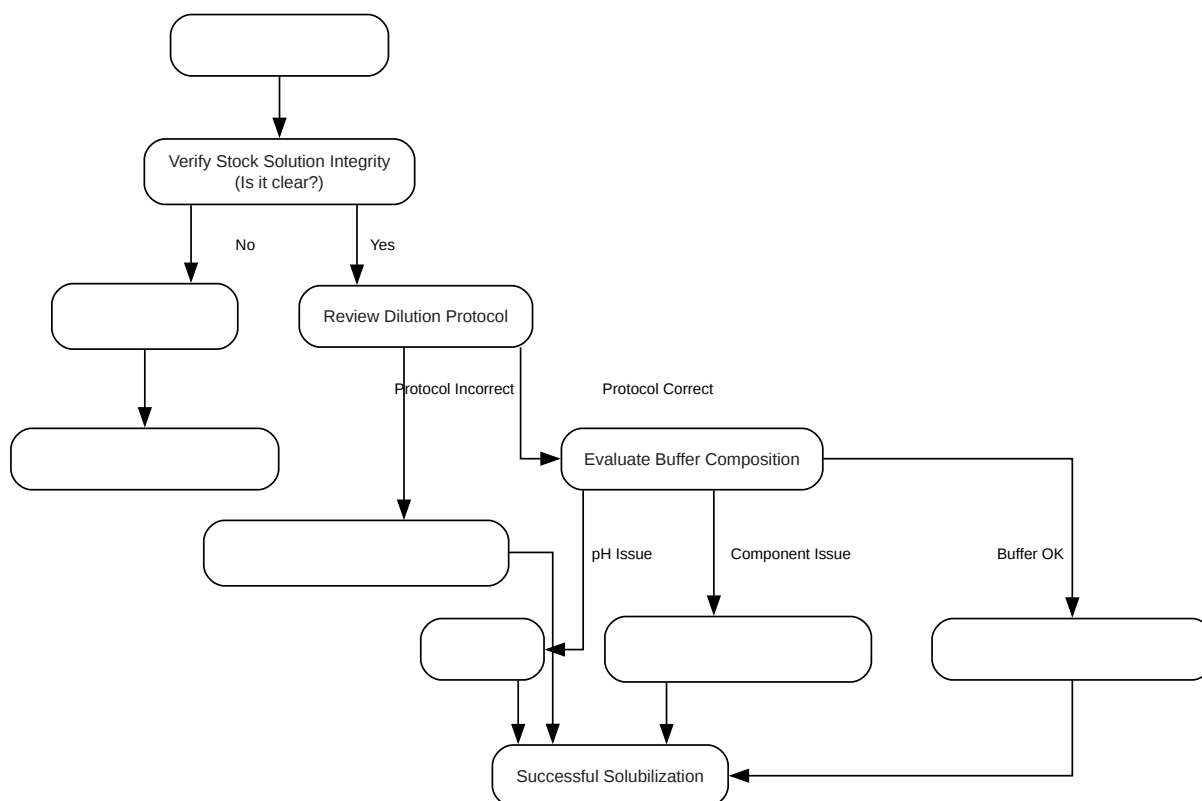 Verify Stock Solution Integrity
(Is it clear?)
No
Yes
Review Dilution Protocol
Protocol Incorrect
Protocol Correct
Evaluate Buffer Composition
pH Issue
Component Issue
Buffer OK
Successful Solubilization